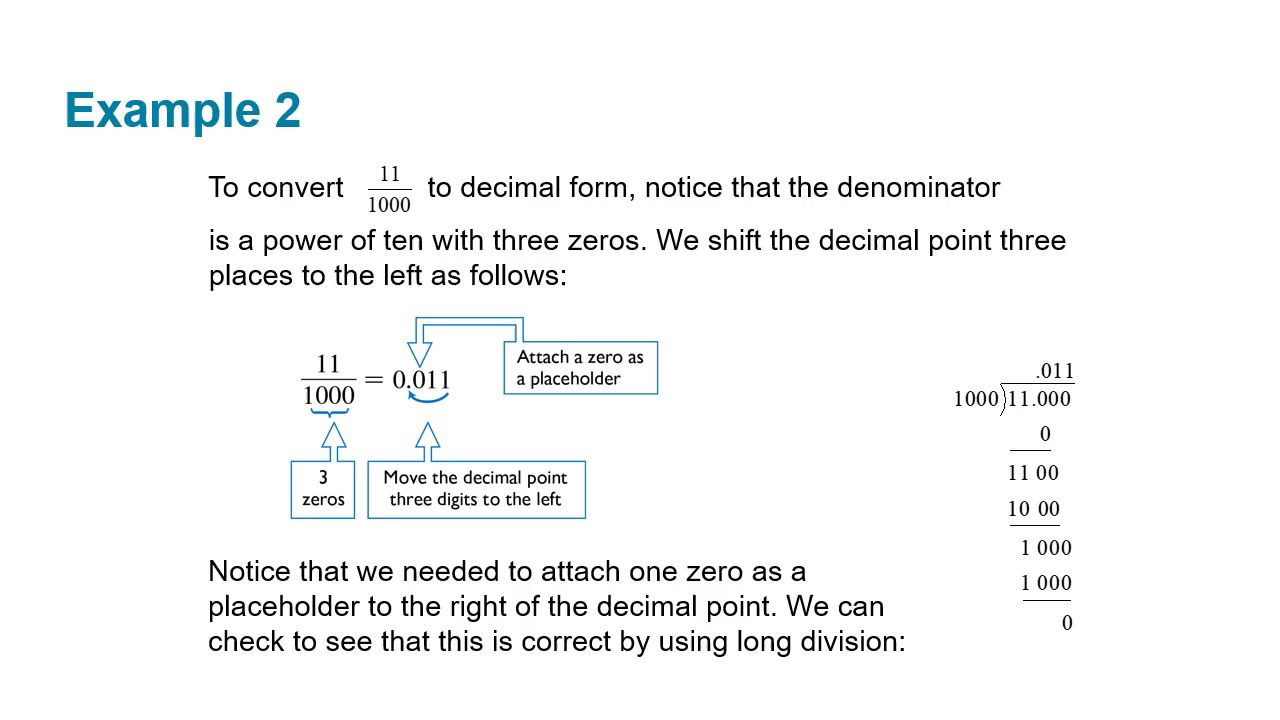 Example 2
To convert 11/1000 to decimal form, notice that the denominator
is a power of ten with three zeros. We shift the decimal point three
places to the left as follows:
11/1000 = 0.011
Attach a zero as
a placeholder
3
zeros
Move the decimal point
three digits to the left
.011
1000)11.000
0
11 00
10 00
1 000
1 000
0
Notice that we needed to attach one zero as a
placeholder to the right of the decimal point. We can
check to see that this is correct by using long division: